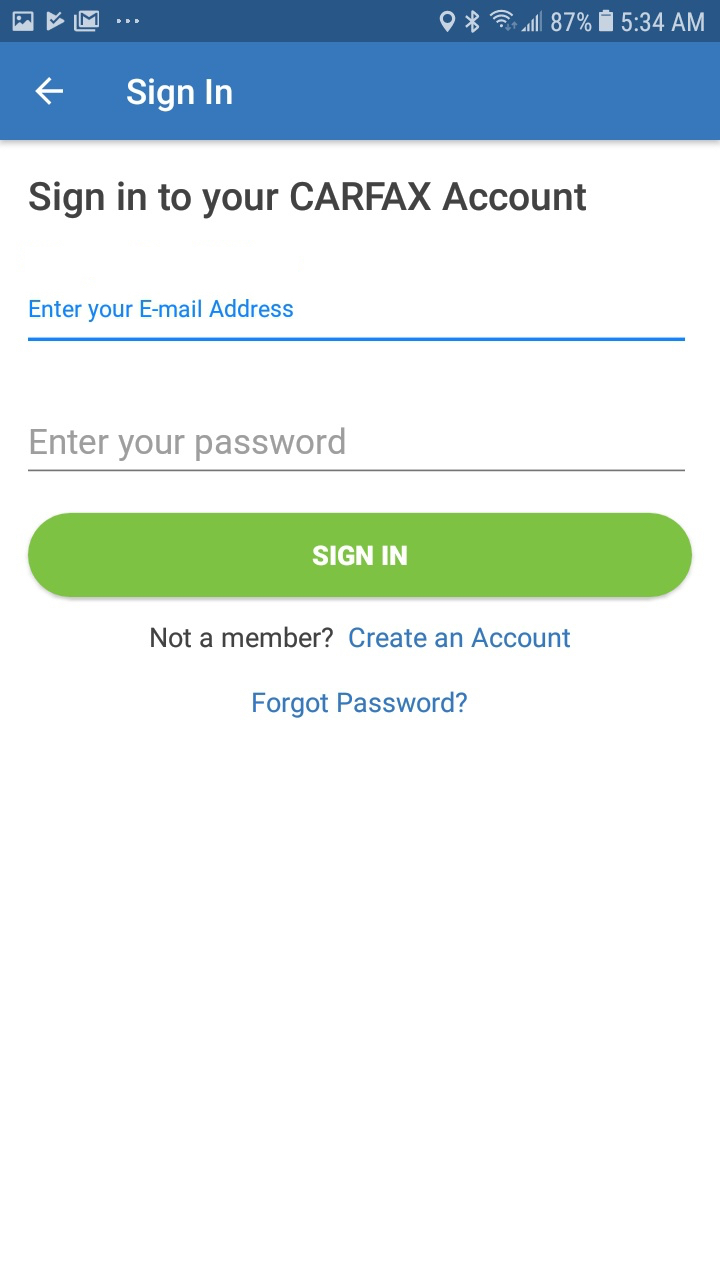 87% 5:34 AM
Sign In
Sign in to your CARFAX Account
Enter your E-mail Address
Enter your password
SIGN IN
Not a member? Create an Account
Forgot Password?